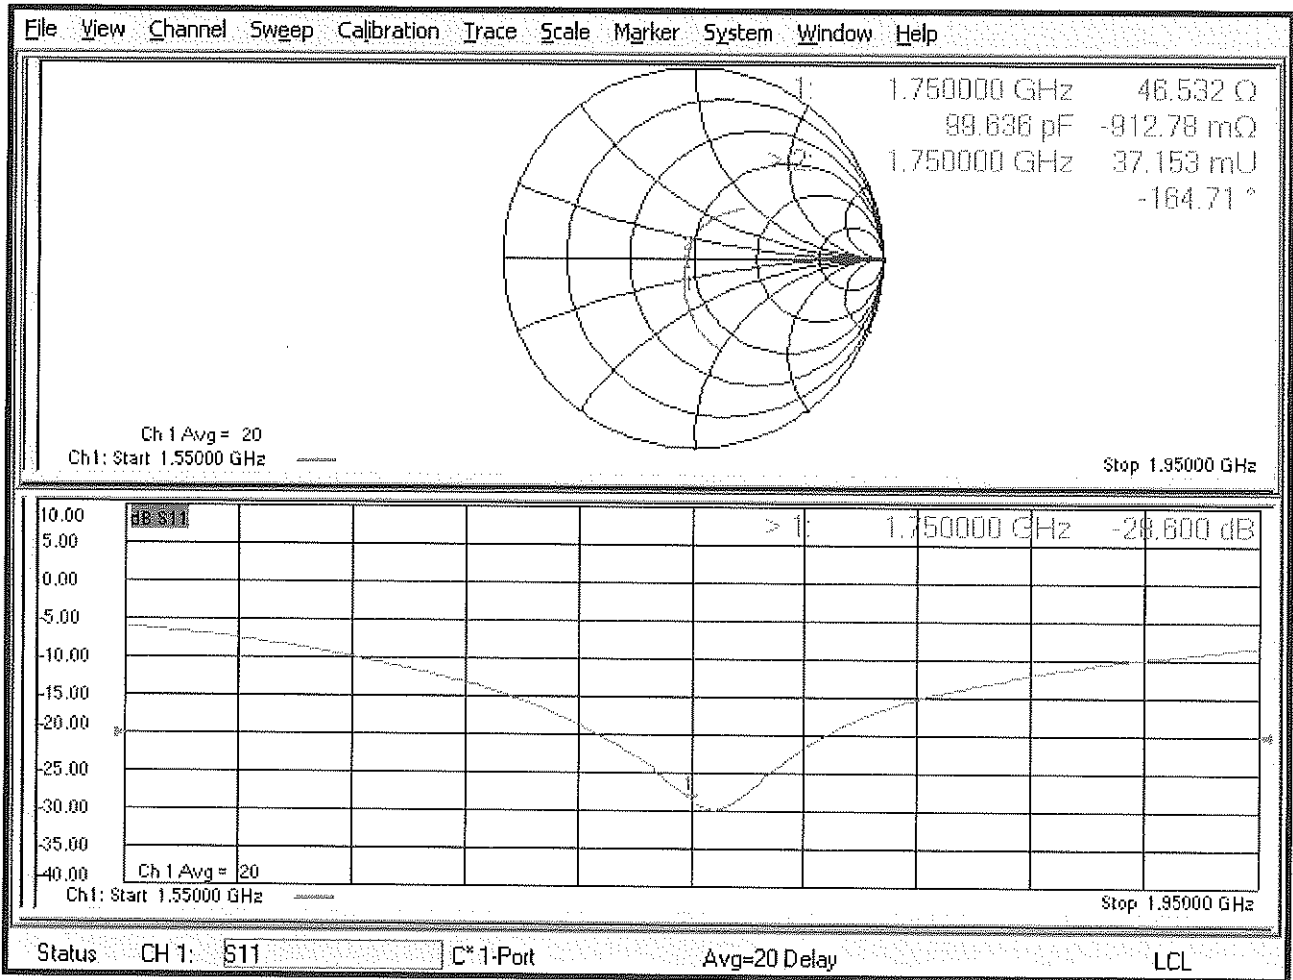 File View Channel Sweep Calibration Trace Scale Marker System Window Help
1: 1.750000 GHz 46.532 Ω
99.636 pF -912.78 mΩ
> 2: 1.750000 GHz 37.153 mU
-164.71 °
2
1
Ch 1 Avg = 20
Ch1: Start 1.55000 GHz
Stop 1.95000 GHz
10.00
dB S11
> 1: 1.750000 GHz -28.600 dB
5.00
0.00
-5.00
-10.00
-15.00
-20.00
-25.00
1
-30.00
-35.00
-40.00
Ch 1 Avg = 20
Ch1: Start 1.55000 GHz
Stop 1.95000 GHz
Status CH 1: S11 C* 1-Port Avg=20 Delay LCL